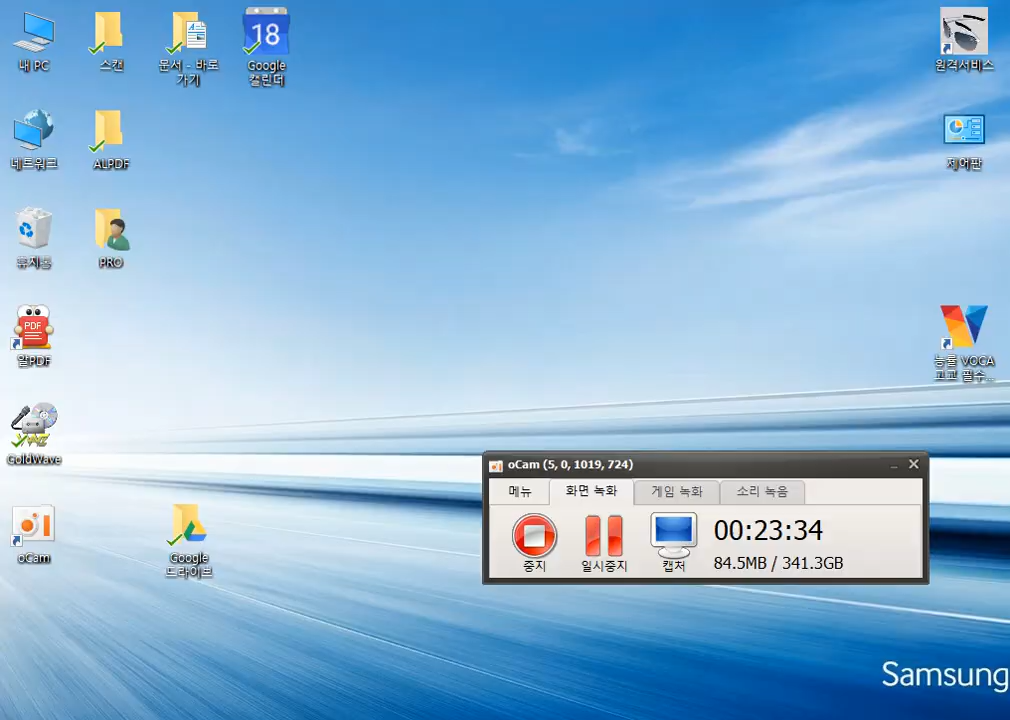 내 PC
스캔
문서 - 바로
가기
18
Google
캘린더
원격서비스
네트워크
ALPDF
제어판
휴지통
PRO
PDF
알PDF
능률 VOCA
고교 필수...
GoldWave
oCam
Google
드라이브
oCam (5, 0, 1019, 724)
메뉴
화면 녹화
게임 녹화
소리 녹음
00:23:34
84.5MB / 341.3GB
중지
일시중지
캡처
Samsung